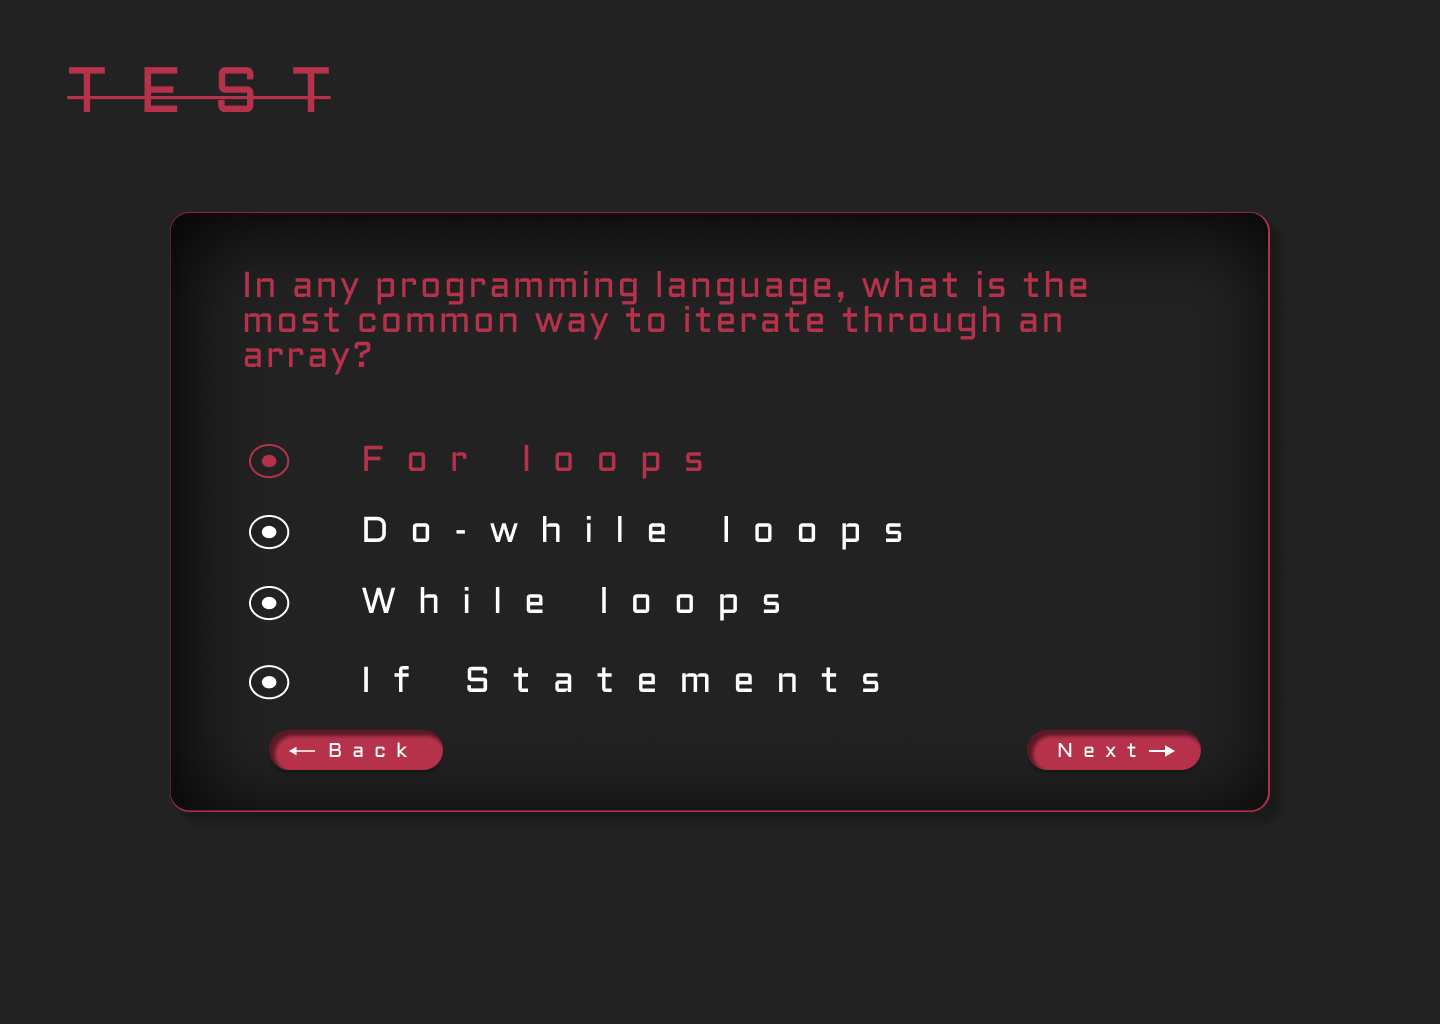 TEST
In any programming language, what is the
most common way to iterate through an
array?
For loops
Do-while loops
While loops
If Statements
Back
Next